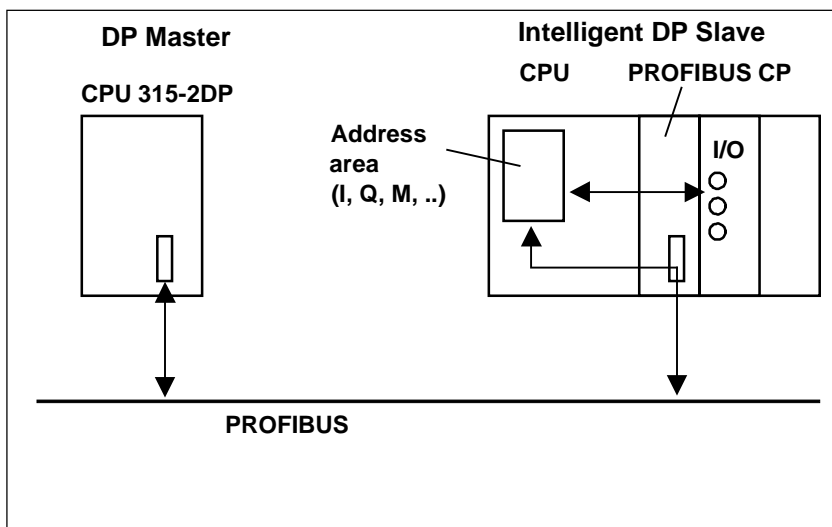 DP Master
CPU 315-2DP
Intelligent DP Slave
CPU
PROFIBUS CP
Address
area
(I, Q, M, ..)
I/O
PROFIBUS